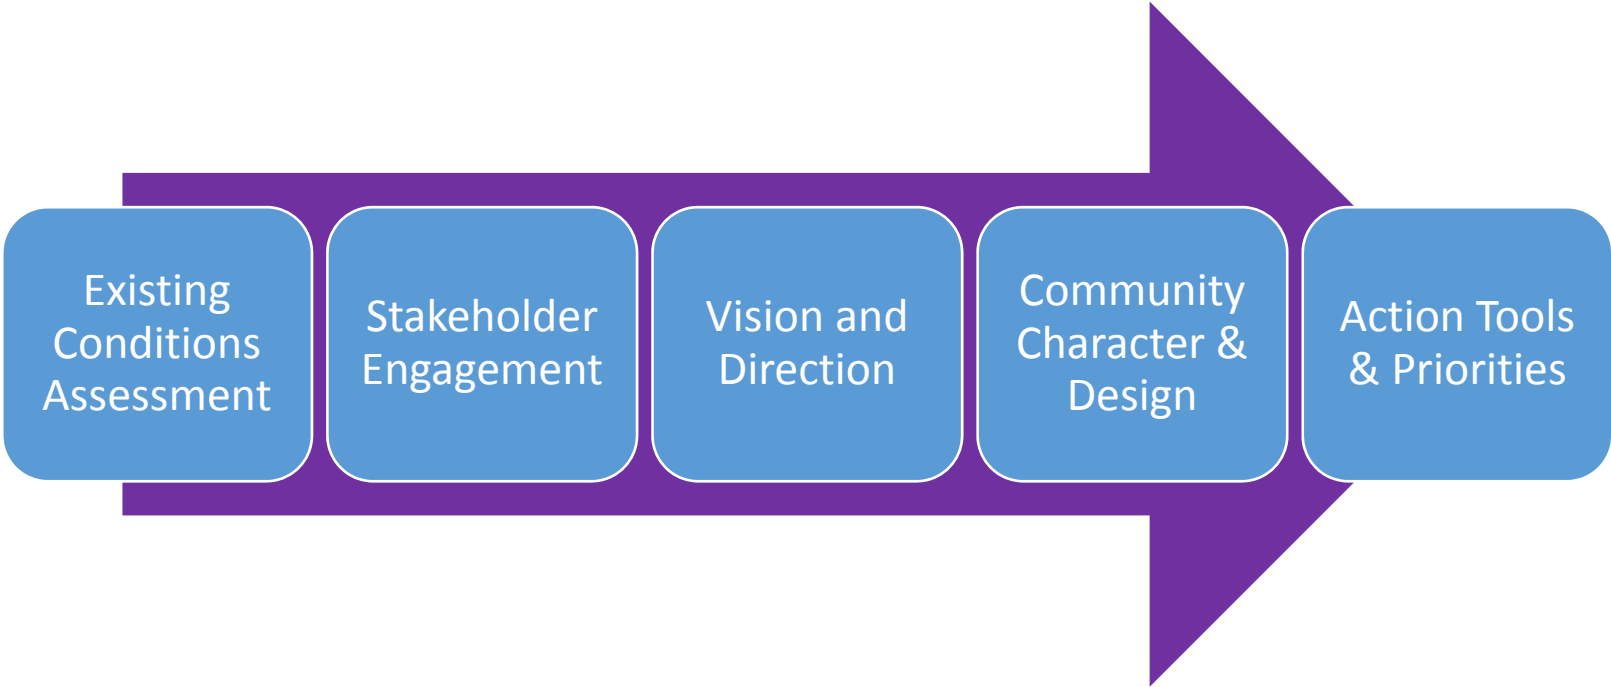 Existing
Conditions
Assessment
Stakeholder
Engagement
Vision and
Direction
Community
Character &
Design
Action Tools
& Priorities